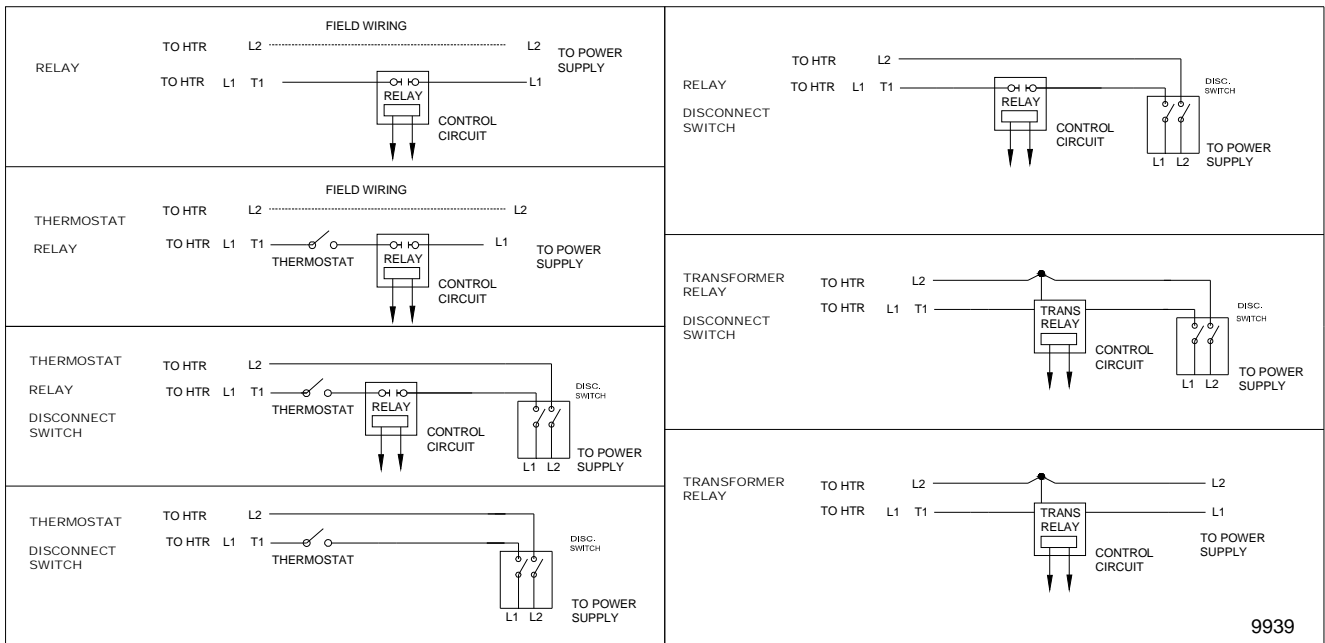 FIELD WIRING
TO HTR L2 L2 TO POWER
SUPPLY
RELAY
TO HTR L1 T1 L1
RELAY
CONTROL
CIRCUIT
FIELD WIRING
TO HTR L2 L2
THERMOSTAT
RELAY
TO HTR L1 T1 L1
THERMOSTAT
RELAY
TO POWER
SUPPLY
CONTROL
CIRCUIT
THERMOSTAT
RELAY
DISCONNECT
SWITCH
TO HTR L2
TO HTR L1 T1
THERMOSTAT
RELAY
DISC.
SWITCH
CONTROL
CIRCUIT
L1 L2
TO POWER
SUPPLY
THERMOSTAT
DISCONNECT
SWITCH
TO HTR L2
TO HTR L1 T1
THERMOSTAT
DISC.
SWITCH
L1 L2
TO POWER
SUPPLY
RELAY
DISCONNECT
SWITCH
TO HTR L2
TO HTR L1 T1
RELAY
DISC.
SWITCH
CONTROL
CIRCUIT
L1 L2
TO POWER
SUPPLY
TRANSFORMER
RELAY
DISCONNECT
SWITCH
TO HTR L2
TO HTR L1 T1
TRANS
RELAY
DISC.
SWITCH
CONTROL
CIRCUIT
L1 L2
TO POWER
SUPPLY
TRANSFORMER
RELAY
TO HTR L2 L2
TO HTR L1 T1 L1
TRANS
RELAY
TO POWER
SUPPLY
CONTROL
CIRCUIT
9939